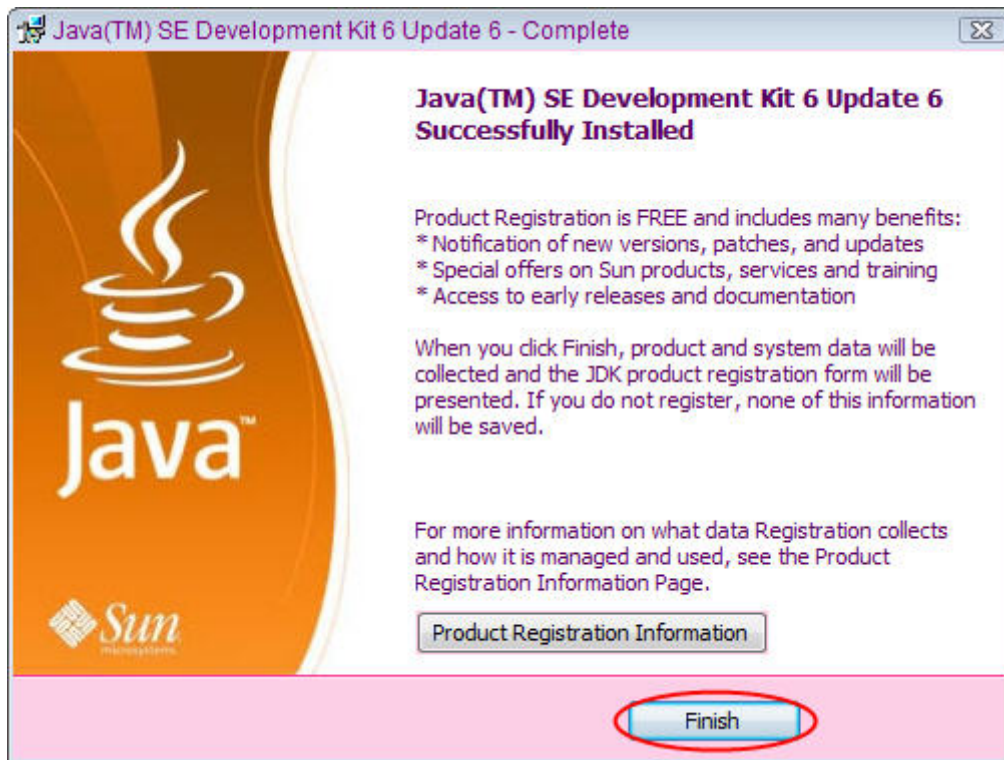 Java(TM) SE Development Kit 6 Update 6 - Complete
Java(TM) SE Development Kit 6 Update 6
Successfully Installed
Product Registration is FREE and includes many benefits:
* Notification of new versions, patches, and updates
* Special offers on Sun products, services and training
* Access to early releases and documentation
When you click Finish, product and system data will be
collected and the JDK product registration form will be
presented. If you do not register, none of this information
will be saved.
Java™
For more information on what data Registration collects
and how it is managed and used, see the Product
Registration Information Page.
Sun
microsystems
Product Registration Information
Finish